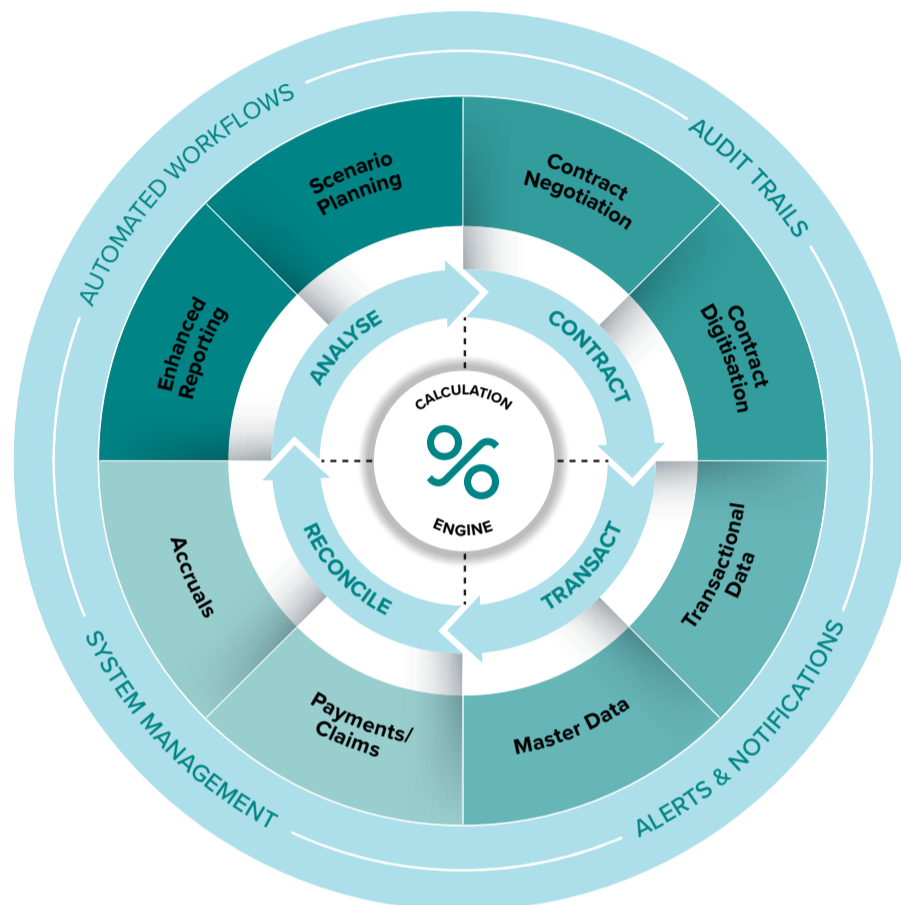 AUTOMATED WORKFLOWS
AUDIT TRAILS
ALERTS & NOTIFICATIONS
SYSTEM MANAGEMENT
Scenario
Planning
Contract
Negotiation
Contract
Digitisation
Transactional
Data
Master Data
Payments/
Claims
Accruals
Enhanced
Reporting
ANALYSE
CONTRACT
TRANSACT
RECONCILE
CALCULATION
%
ENGINE